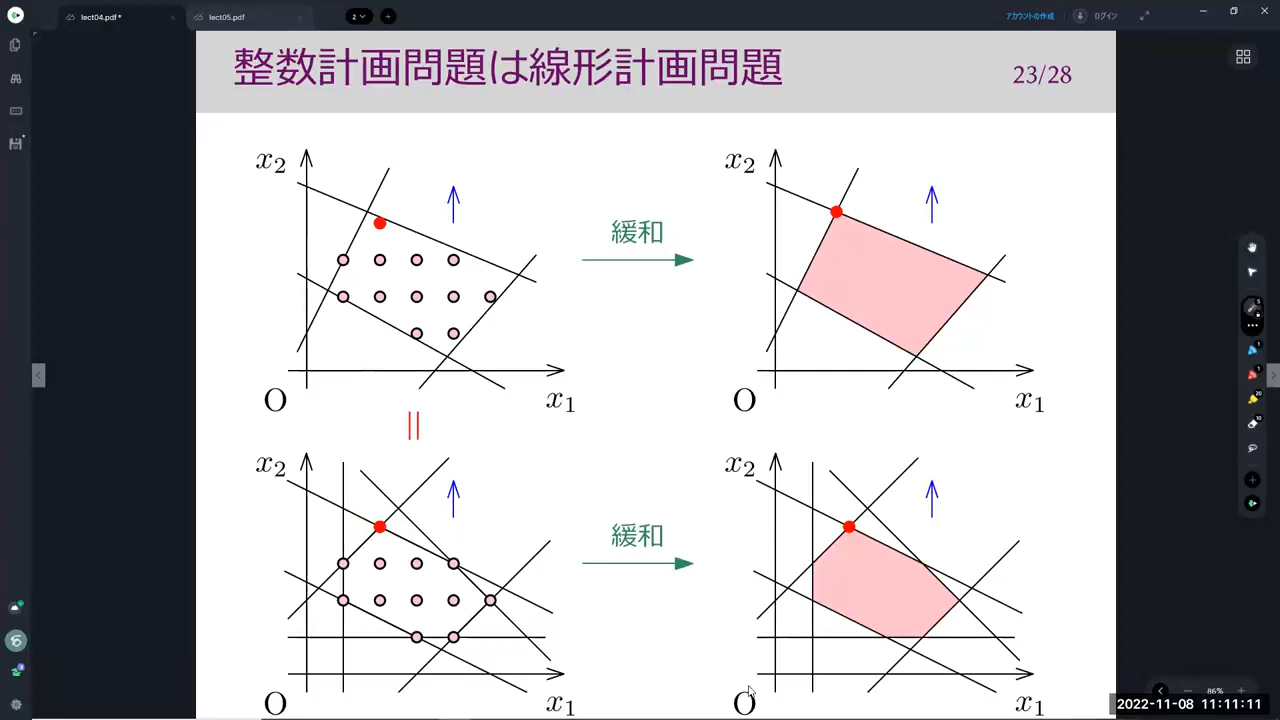 lect04.pdf *
lect05.pdf
2
アカウントの作成
ログイン
整数計画問題は線形計画問題
23/28
x2
x2
緩和
O
x1
O
x1
||
x2
x2
緩和
O
x1
O
x1
86%
2022-11-08 11:11:11